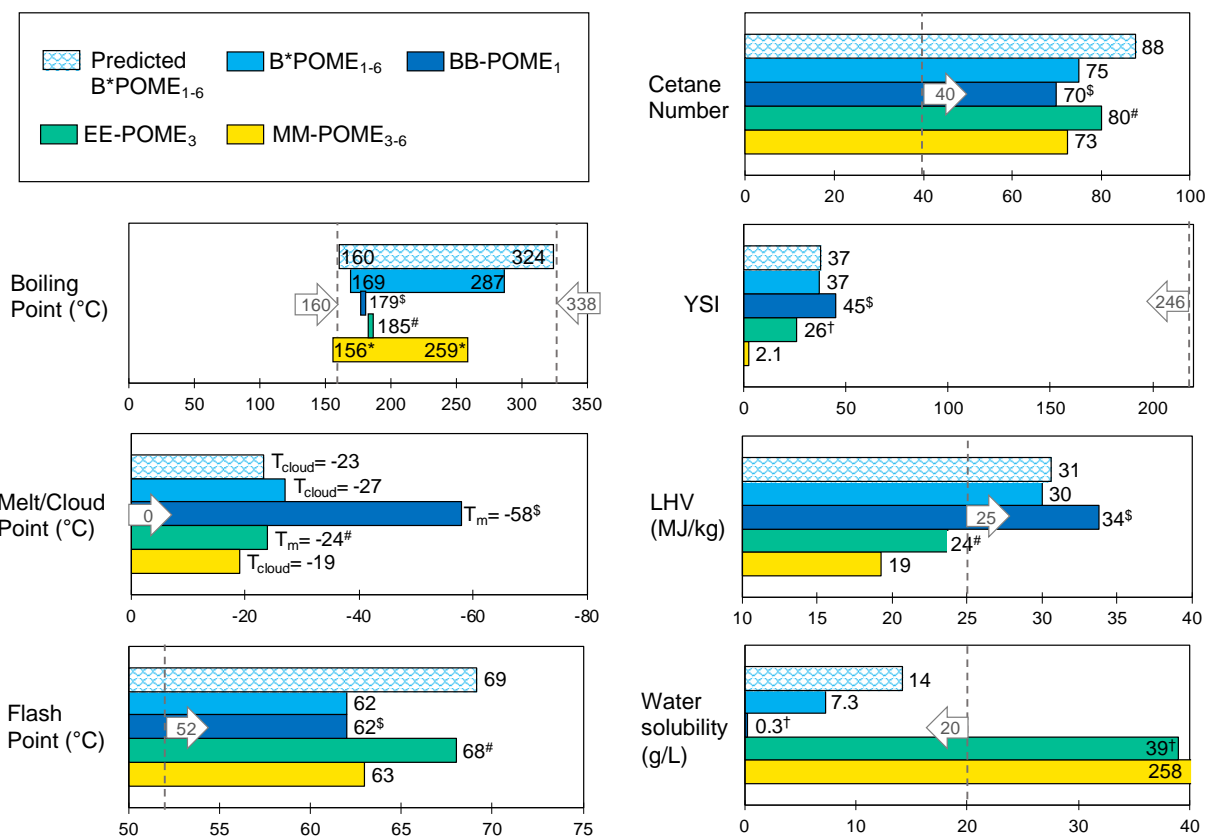 Predicted
B*POME₁₋₆
B*POME₁₋₆
BB-POME₁
EE-POME₃
MM-POME₃₋₆
Cetane
Number
88
75
40
70$
80#
73
0 20 40 60 80 100
Boiling
Point (°C)
160 324
169 287
160
179$
338
185#
156* 259*
0 50 100 150 200 250 300 350
YSI
37
37
246
45$
26†
2.1
0 50 100 150 200
Melt/Cloud
Point (°C)
T_cloud= -23
T_cloud= -27
0
Tₘ= -58$
Tₘ= -24#
T_cloud= -19
0 -20 -40 -60 -80
LHV
(MJ/kg)
31
30
25
34$
24#
19
10 15 20 25 30 35 40
Flash
Point (°C)
69
62
52
62$
68#
63
50 55 60 65 70 75
Water
solubility
(g/L)
14
7.3
0.3†
20
39†
258
0 10 20 30 40